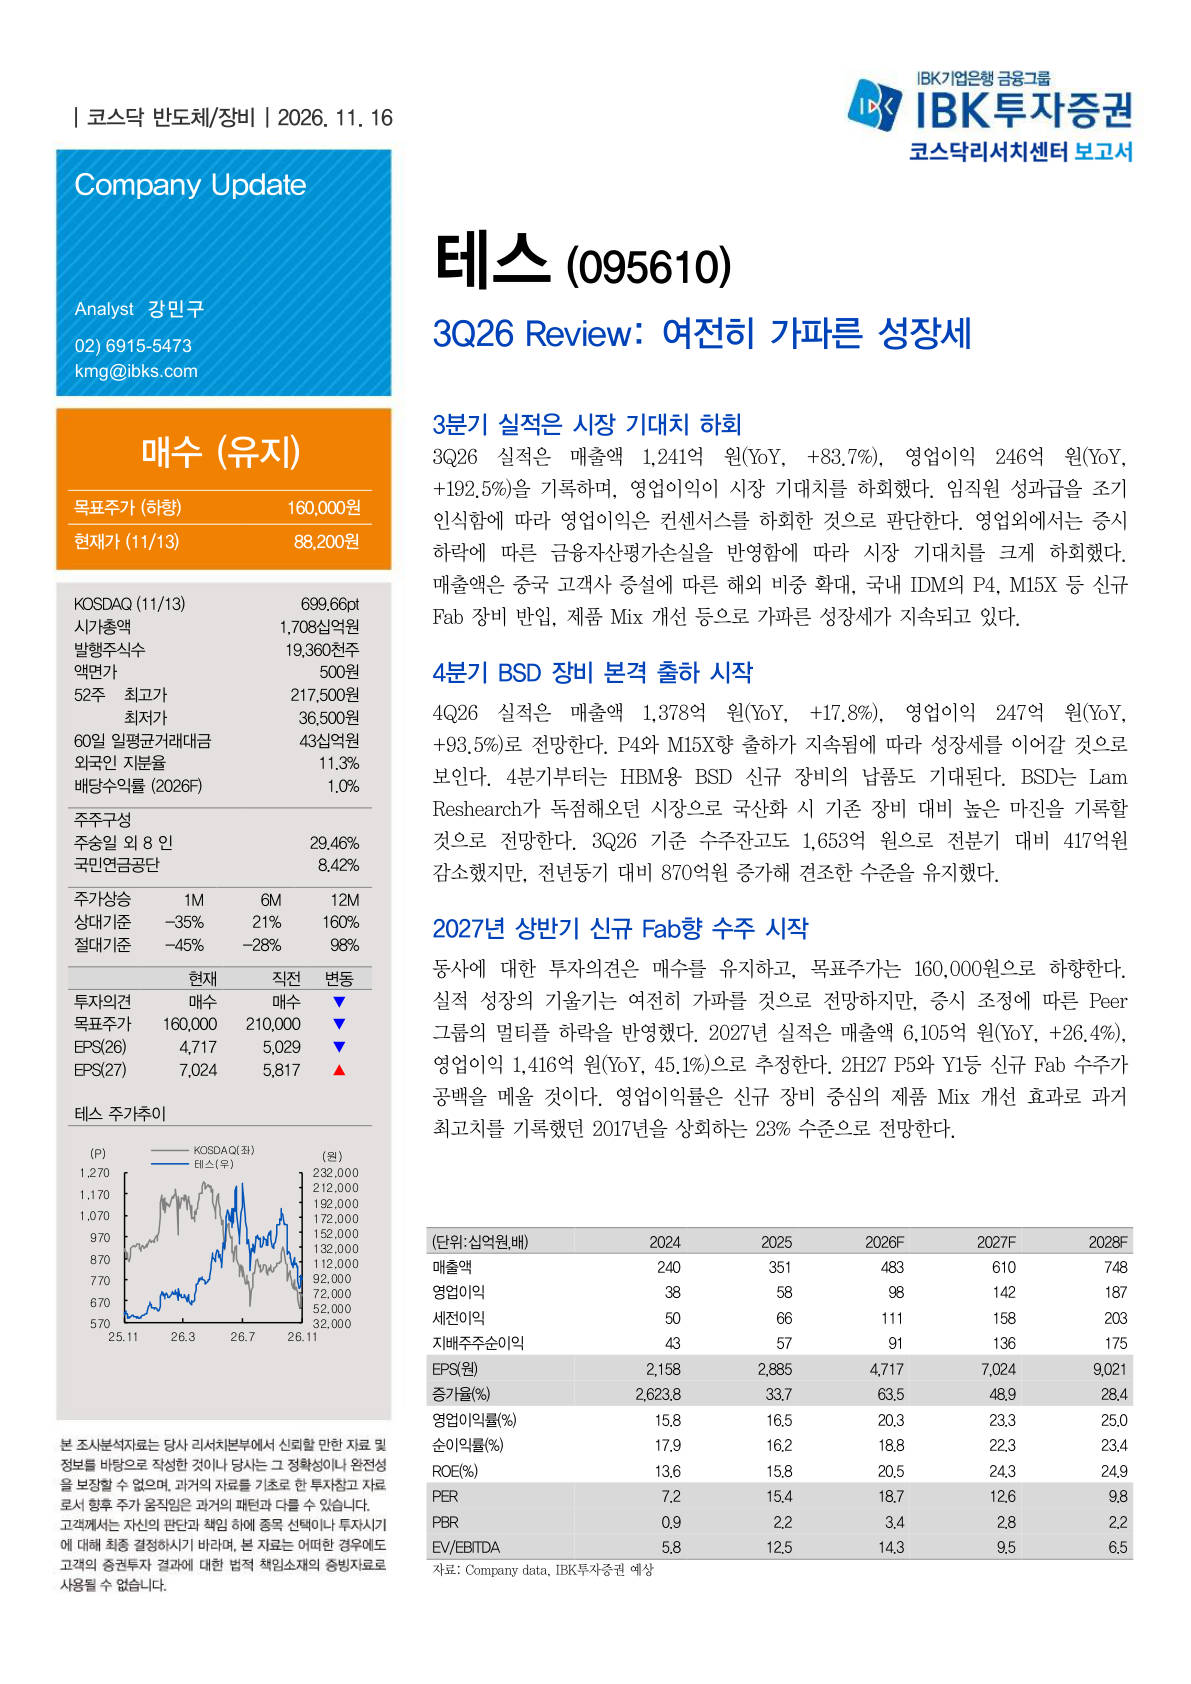 | 코스닥 반도체/장비 | 2026. 11. 16
IBK기업은행 금융그룹
IBK투자증권
코스닥리서치센터 보고서
Company Update
Analyst 강민구
02) 6915-5473
kmg@ibks.com
매수 (유지)
목표주가 (하향) 160,000원
현재가 (11/13) 88,200원
KOSDAQ (11/13) 699.66pt
시가총액 1,708십억원
발행주식수 19,360천주
액면가 500원
52주 최고가 217,500원
최저가 36,500원
60일 일평균거래대금 43십억원
외국인 지분율 11.3%
배당수익률 (2026F) 1.0%
주주구성
주숭일 외 8 인 29.46%
국민연금공단 8.42%
주가상승 1M 6M 12M
상대기준 -35% 21% 160%
절대기준 -45% -28% 98%
현재 직전 변동
투자의견 매수 매수 ▼
목표주가 160,000 210,000 ▼
EPS(26) 4,717 5,029 ▼
EPS(27) 7,024 5,817 ▲
테스 주가추이
(P) KOSDAQ(좌) (원)
테스(우)
1,270 232,000
1,170 212,000
1,070 192,000
970 172,000
870 152,000
770 132,000
670 112,000
570 92,000
72,000
52,000
32,000
25.11 26.3 26.7 26.11
본 조사분석자료는 당사 리서치본부에서 신뢰할 만한 자료 및
정보를 바탕으로 작성한 것이나 당사는 그 정확성이나 완전성
을 보장할 수 없으며, 과거의 자료를 기초로 한 투자참고 자료
로서 향후 주가 움직임은 과거의 패턴과 다를 수 있습니다.
고객께서는 자신의 판단과 책임 하에 종목 선택이나 투자시기
에 대해 최종 결정하시기 바라며, 본 자료는 어떠한 경우에도
고객의 증권투자 결과에 대한 법적 책임소재의 증빙자료로
사용될 수 없습니다.
테스 (095610)
3Q26 Review: 여전히 가파른 성장세
3분기 실적은 시장 기대치 하회
3Q26 실적은 매출액 1,241억 원(YoY, +83.7%), 영업이익 246억 원(YoY,
+192.5%)을 기록하며, 영업이익이 시장 기대치를 하회했다. 임직원 성과급을 조기
인식함에 따라 영업이익은 컨센서스를 하회한 것으로 판단한다. 영업외에서는 증시
하락에 따른 금융자산평가손실을 반영함에 따라 시장 기대치를 크게 하회했다.
매출액은 중국 고객사 증설에 따른 해외 비중 확대, 국내 IDM의 P4, M15X 등 신규
Fab 장비 반입, 제품 Mix 개선 등으로 가파른 성장세가 지속되고 있다.
4분기 BSD 장비 본격 출하 시작
4Q26 실적은 매출액 1,378억 원(YoY, +17.8%), 영업이익 247억 원(YoY,
+93.5%)로 전망한다. P4와 M15X향 출하가 지속됨에 따라 성장세를 이어갈 것으로
보인다. 4분기부터는 HBM용 BSD 신규 장비의 납품도 기대된다. BSD는 Lam
Reshearch가 독점해오던 시장으로 국산화 시 기존 장비 대비 높은 마진을 기록할
것으로 전망한다. 3Q26 기준 수주잔고도 1,653억 원으로 전분기 대비 417억원
감소했지만, 전년동기 대비 870억원 증가해 견조한 수준을 유지했다.
2027년 상반기 신규 Fab향 수주 시작
동사에 대한 투자의견은 매수를 유지하고, 목표주가는 160,000원으로 하향한다.
실적 성장의 기울기는 여전히 가파를 것으로 전망하지만, 증시 조정에 따른 Peer
그룹의 멀티플 하락을 반영했다. 2027년 실적은 매출액 6,105억 원(YoY, +26.4%),
영업이익 1,416억 원(YoY, 45.1%)으로 추정한다. 2H27 P5와 Y1등 신규 Fab 수주가
공백을 메울 것이다. 영업이익률은 신규 장비 중심의 제품 Mix 개선 효과로 과거
최고치를 기록했던 2017년을 상회하는 23% 수준으로 전망한다.
(단위:십억원,배) 2024 2025 2026F 2027F 2028F
매출액 240 351 483 610 748
영업이익 38 58 98 142 187
세전이익 50 66 111 158 203
지배주주순이익 43 57 91 136 175
EPS(원) 2,158 2,885 4,717 7,024 9,021
증가율(%) 2,623.8 33.7 63.5 48.9 28.4
영업이익률(%) 15.8 16.5 20.3 23.3 25.0
순이익률(%) 17.9 16.2 18.8 22.3 23.4
ROE(%) 13.6 15.8 20.5 24.3 24.9
PER 7.2 15.4 18.7 12.6 9.8
PBR 0.9 2.2 3.4 2.8 2.2
EV/EBITDA 5.8 12.5 14.3 9.5 6.5
자료: Company data, IBK투자증권 예상